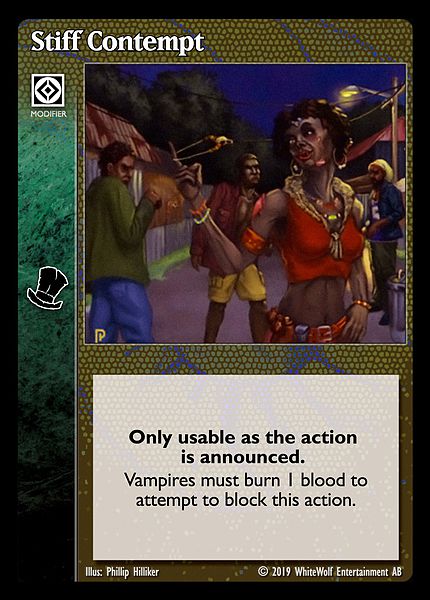 Stiff Contempt
MODIFIER
Only usable as the action
is announced.
Vampires must burn 1 blood to
attempt to block this action.
Illus: Phillip Hilliker © 2019 WhiteWolf Entertainment AB